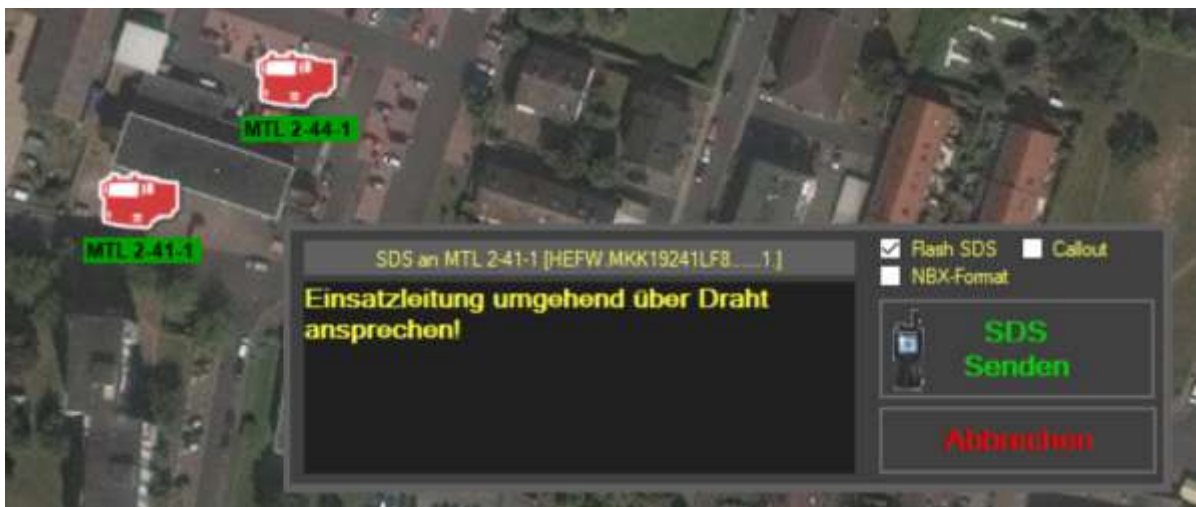 MTL 2-44-1
MTL 2-41-1
SDS an MTL 2-41-1 [HEFW.MKK19241LF8......1.]
Einsatzleitung umgehend über Draht
ansprechen!
Flash SDS
Callout
NBX-Format
SDS
Senden
Abbrechen